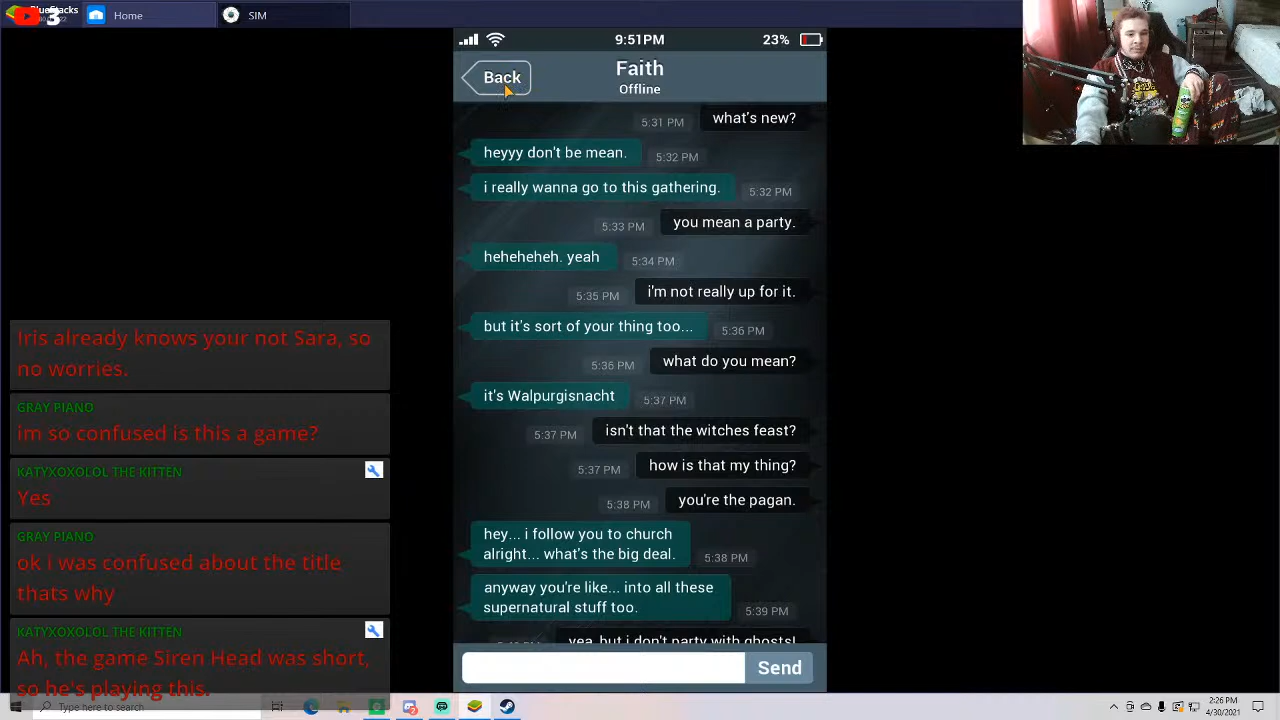 3
Home
SIM
9:51PM
23%
Back
Faith
Offline
5:31 PM
what's new?
heyyy don't be mean.
5:32 PM
i really wanna go to this gathering.
5:32 PM
5:33 PM
you mean a party.
heheheheh. yeah
5:34 PM
5:35 PM
i'm not really up for it.
but it's sort of your thing too...
5:36 PM
5:36 PM
what do you mean?
it's Walpurgisnacht
5:37 PM
5:37 PM
isn't that the witches feast?
5:37 PM
how is that my thing?
5:38 PM
you're the pagan.
hey... i follow you to church
alright... what's the big deal.
5:38 PM
anyway you're like... into all these
supernatural stuff too.
5:39 PM
yea, but i don't party with ghosts!
Send
Iris already knows your not Sara, so
no worries.
GRAY PIANO
im so confused is this a game?
KATYXOXOLOL THE KITTEN
Yes
GRAY PIANO
ok i was confused about the title
thats why
KATYXOXOLOL THE KITTEN
Ah, the game Siren Head was short,
so he's playing this.
Type here to search
2:26 PM
4/30/2021